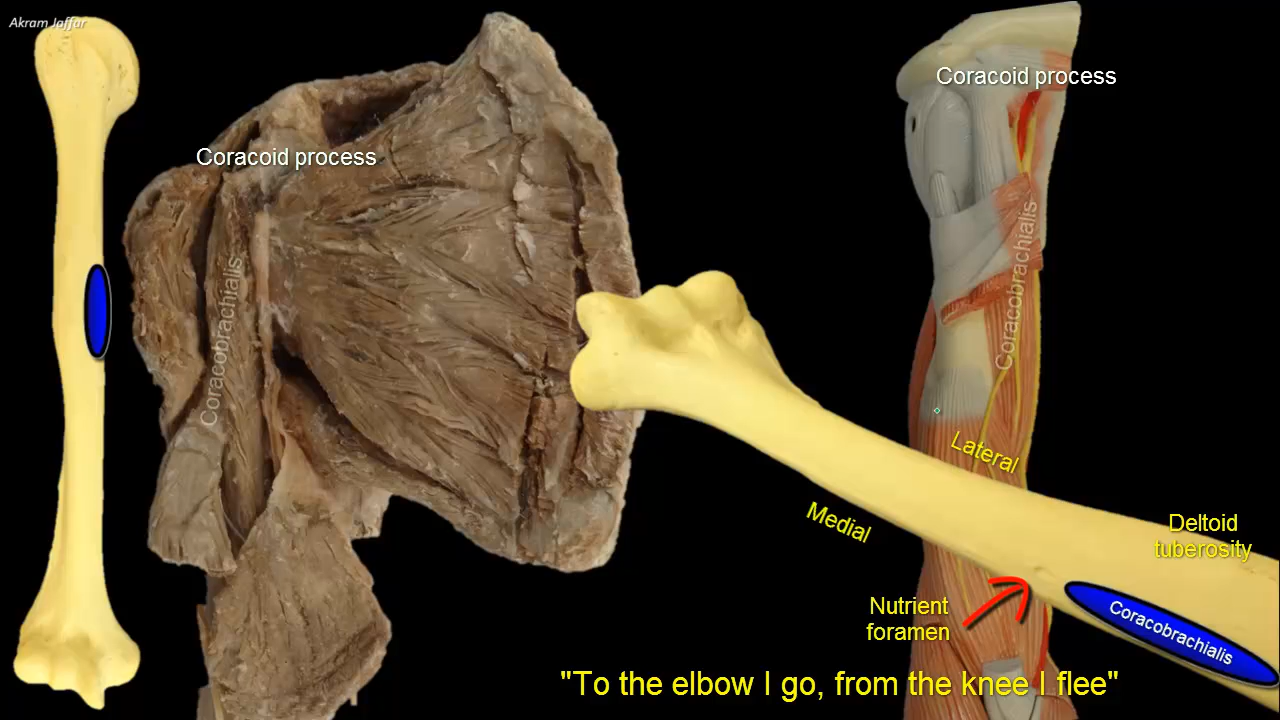 Akram Jaffar
Coracoid process
Coracobrachialis
Coracoid process
Coracobrachialis
Lateral
Medial
Deltoid
tuberosity
Nutrient
foramen
Coracobrachialis
"To the elbow I go, from the knee I flee"